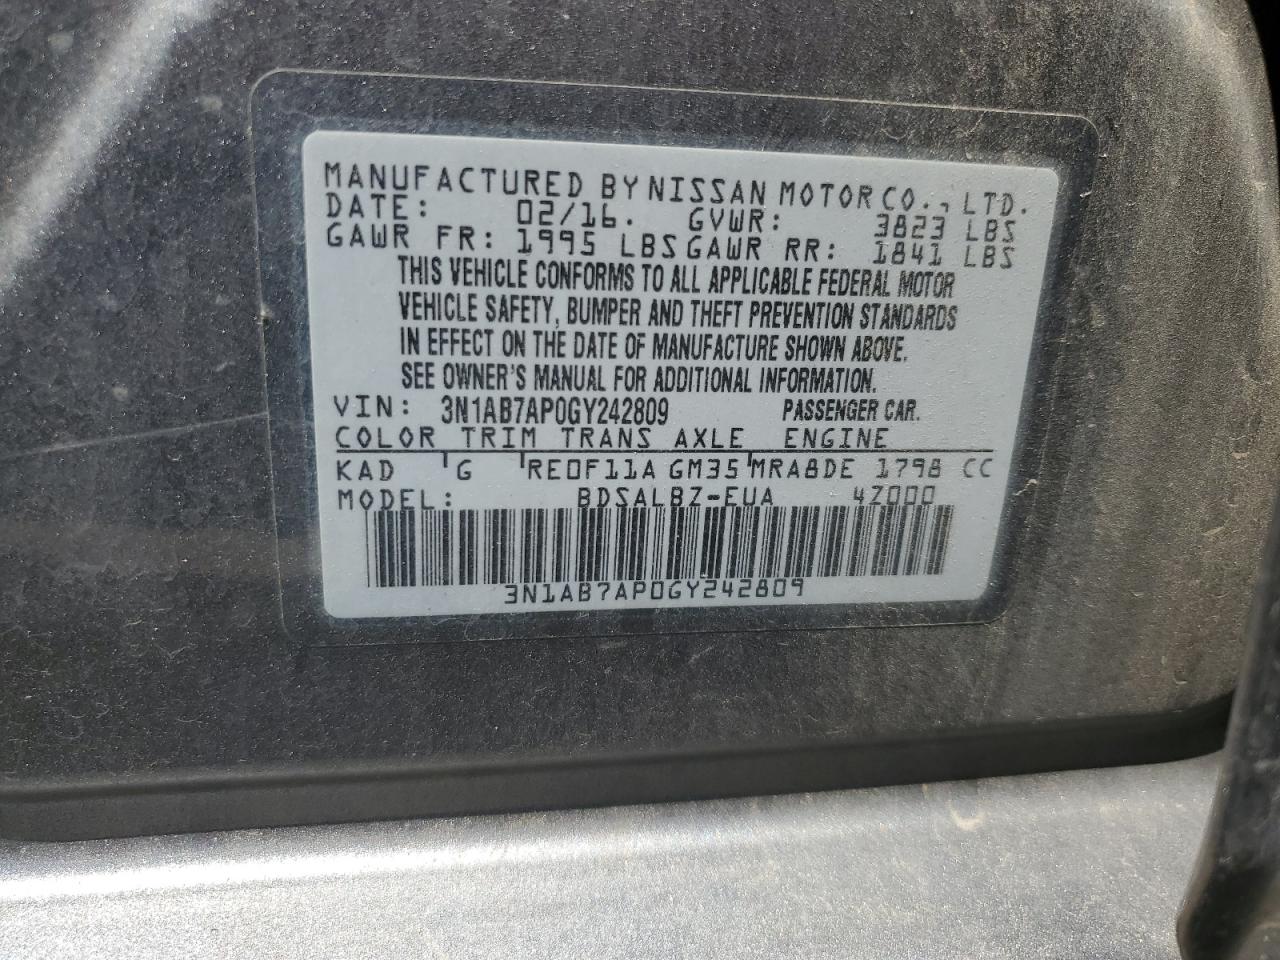 MANUFACTURED BY NISSAN MOTOR CO., LTD.
DATE: 02/16. GVWR: 3823 LBS
GAWR FR: 1995 LBS GAWR RR: 1841 LBS
THIS VEHICLE CONFORMS TO ALL APPLICABLE FEDERAL MOTOR
VEHICLE SAFETY, BUMPER AND THEFT PREVENTION STANDARDS
IN EFFECT ON THE DATE OF MANUFACTURE SHOWN ABOVE.
SEE OWNER'S MANUAL FOR ADDITIONAL INFORMATION.
VIN: 3N1AB7AP0GY242809 PASSENGER CAR.
COLOR TRIM TRANS AXLE ENGINE
KAD G RE0F11A GM35 MRA8DE 1798 CC
MODEL: BDSALBZ-EUA 4Z000
3N1AB7AP0GY242809